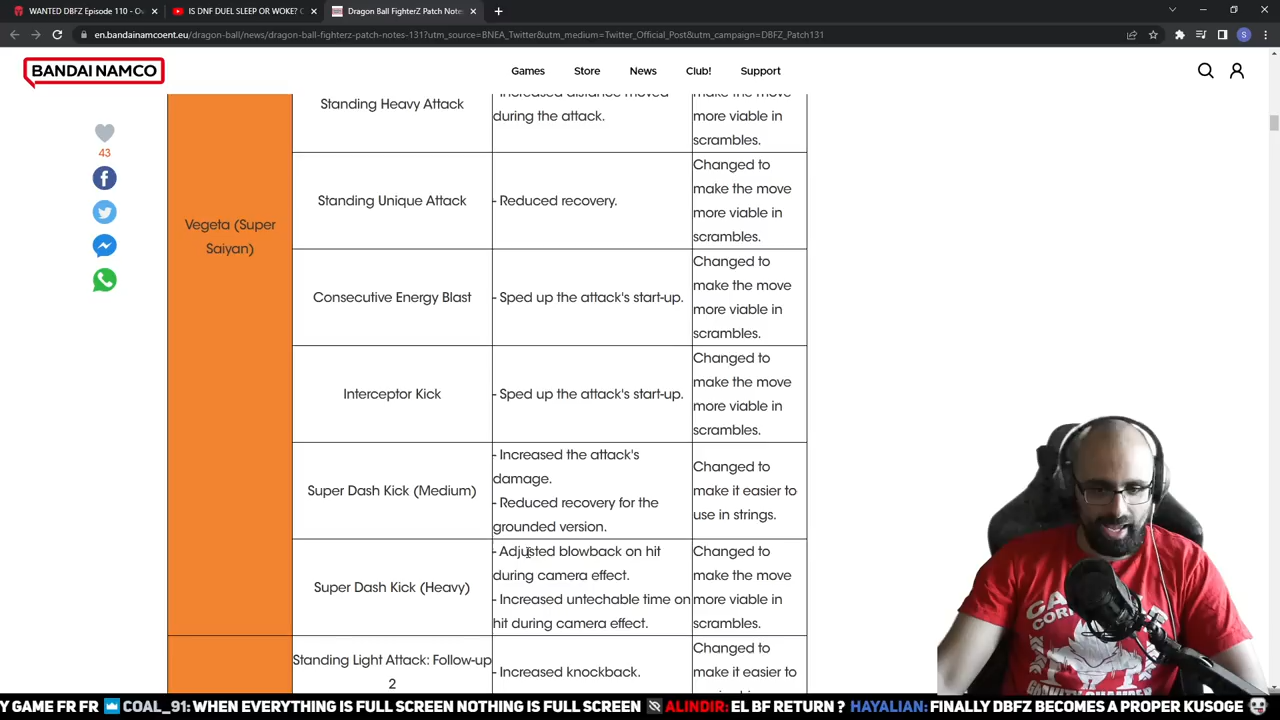 WANTED DBFZ Episode 110 - O
IS DNF DUEL SLEEP OR WOKE?
Dragon Ball FighterZ Patch Note
S
en.bandainamcoent.eu/dragon-ball/news/dragon-ball-fighterz-patch-notes-131?utm_source=BNEA_Twitter&utm_medium=Twitter_Official_Post&utm_campaign=DBFZ_Patch131
BANDAI NAMCO
Games
Store
News
Club!
Support
43
Vegeta (Super
Saiyan)
Standing Heavy Attack
- Increased distance moved
during the attack.
make the move
more viable in
scrambles.
Standing Unique Attack
- Reduced recovery.
Changed to
make the move
more viable in
scrambles.
Consecutive Energy Blast
- Sped up the attack's start-up.
Changed to
make the move
more viable in
scrambles.
Interceptor Kick
- Sped up the attack's start-up.
Changed to
make the move
more viable in
scrambles.
Super Dash Kick (Medium)
- Increased the attack's
damage.
- Reduced recovery for the
grounded version.
Changed to
make it easier to
use in strings.
Super Dash Kick (Heavy)
- Adjusted blowback on hit
during camera effect.
- Increased untechable time on
hit during camera effect.
Changed to
make the move
more viable in
scrambles.
Standing Light Attack: Follow-up
2
- Increased knockback.
Changed to
make it easier to
Y GAME FR FR COAL_91: WHEN EVERYTHING IS FULL SCREEN NOTHING IS FULL SCREEN ALINDIR: EL BF RETURN ? HAYALIAN: FINALLY DBFZ BECOMES A PROPER KUSOGE